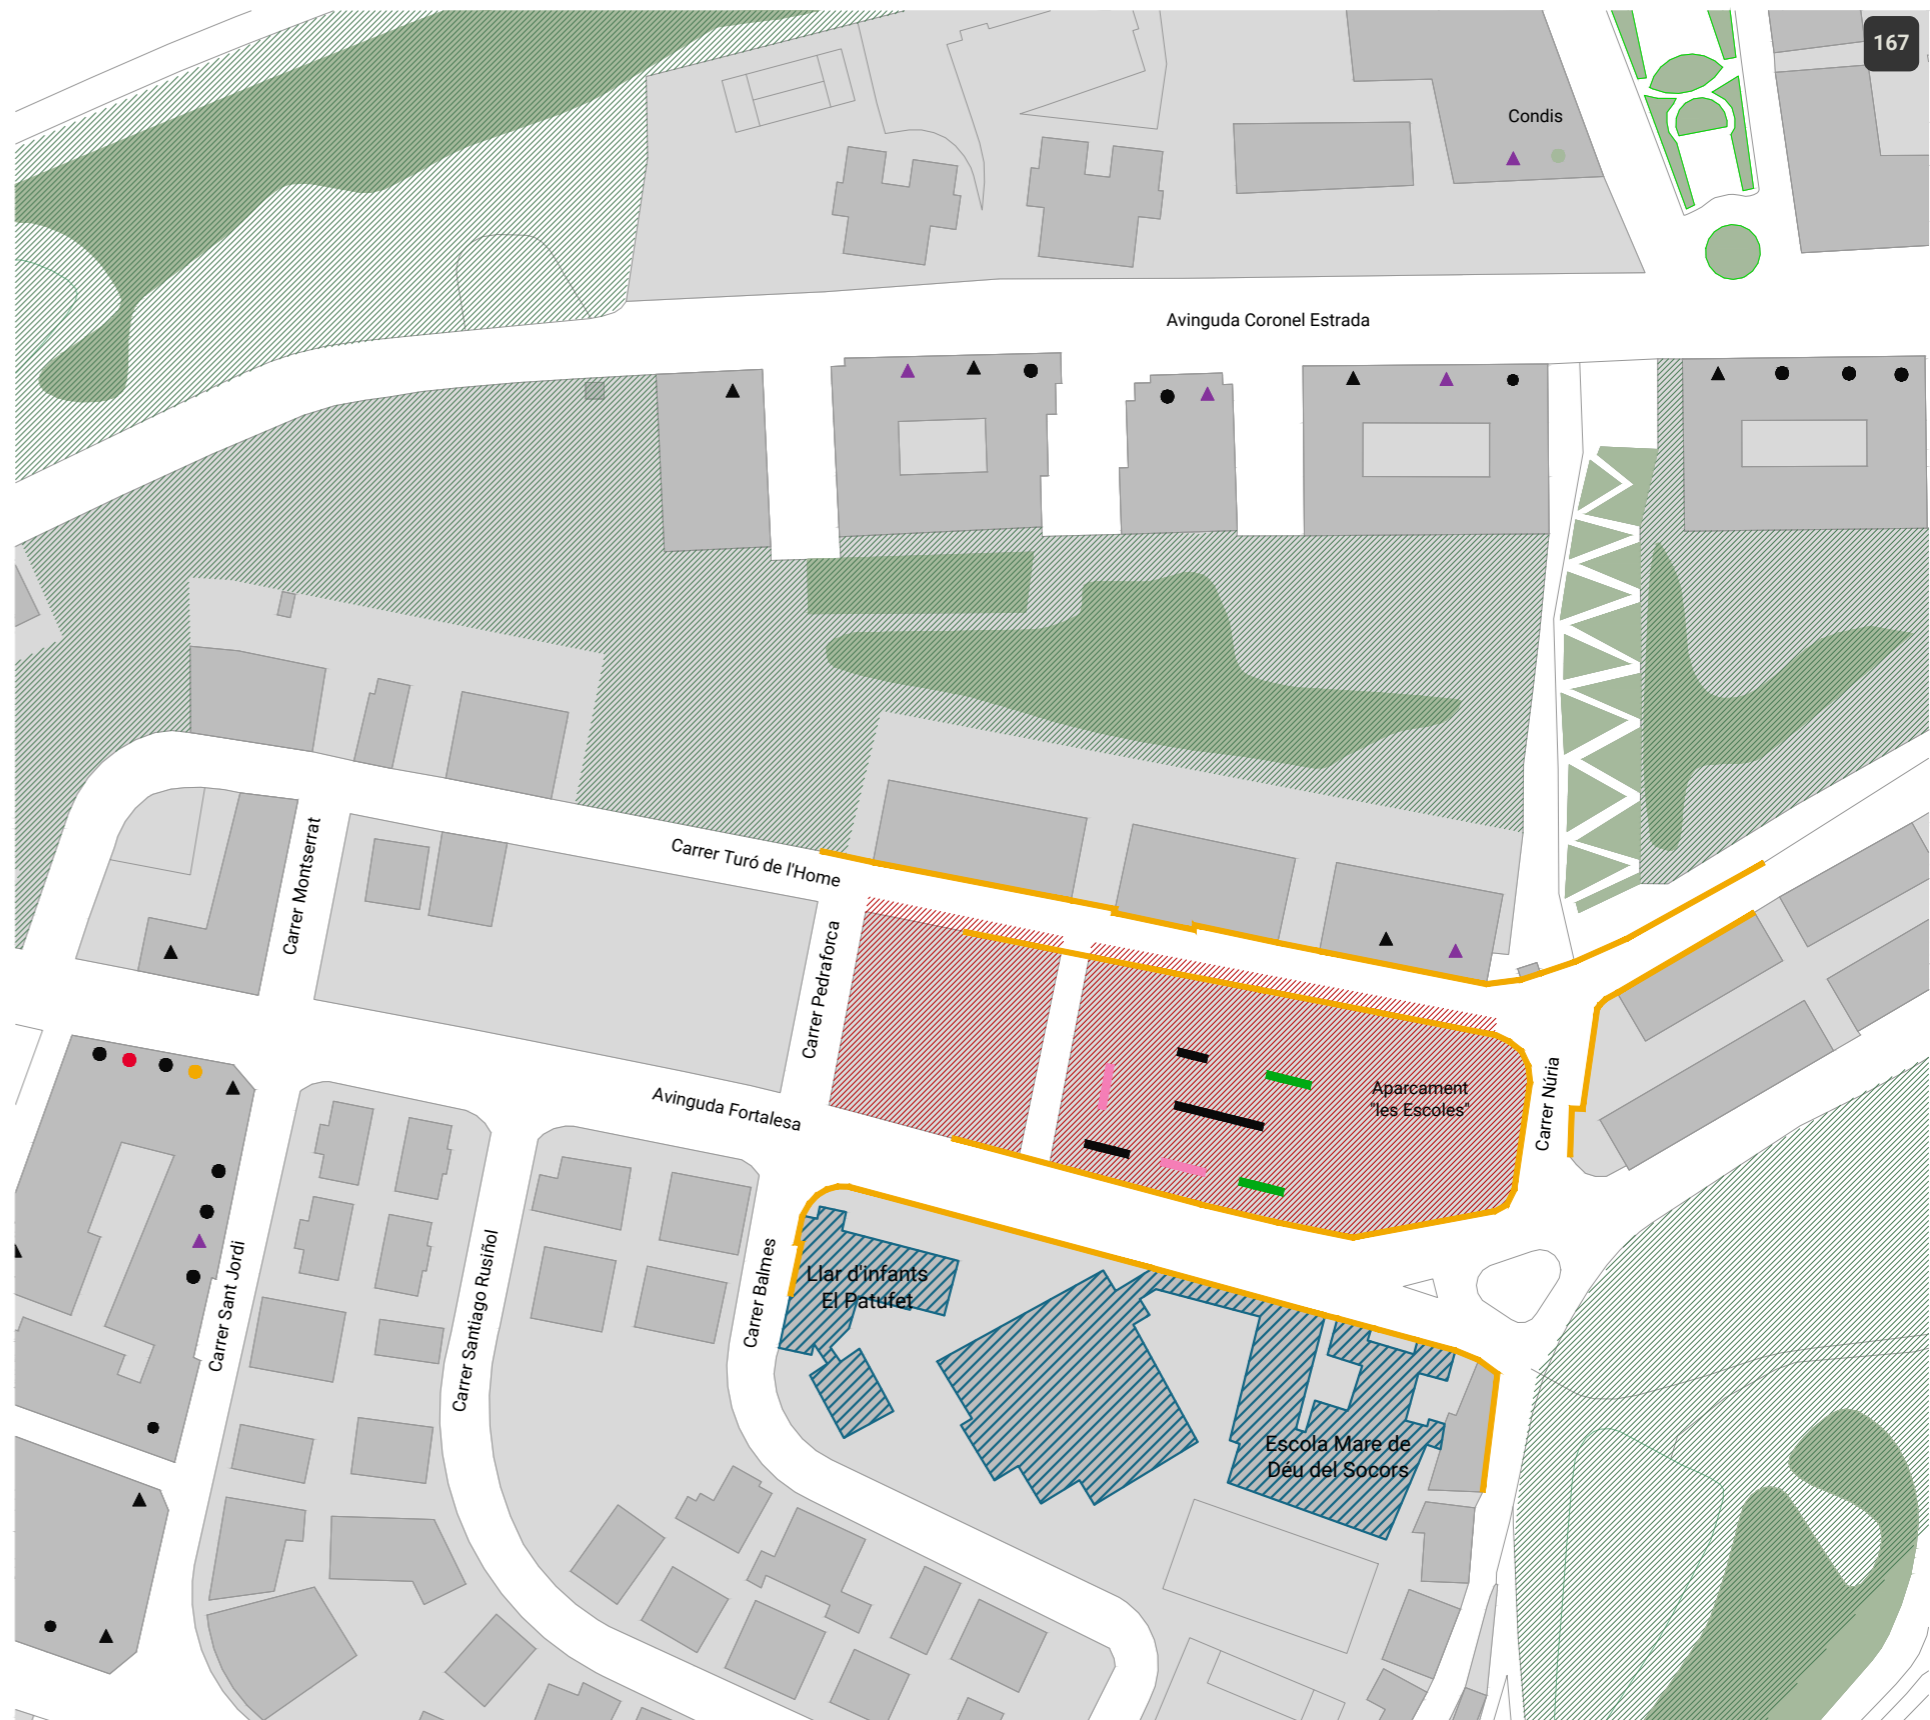 167
Condis
Avinguda Coronel Estrada
Carrer Turó de l'Home
Carrer Montserrat
Carrer Pedraforca
Aparcament
"les Escoles"
Carrer Núria
Avinguda Fortalesa
Carrer Sant Jordi
Carrer Santiago Rusiñol
Carrer Balmes
Llar d'infants
El Patufet
Escola Mare de
Déu del Socors